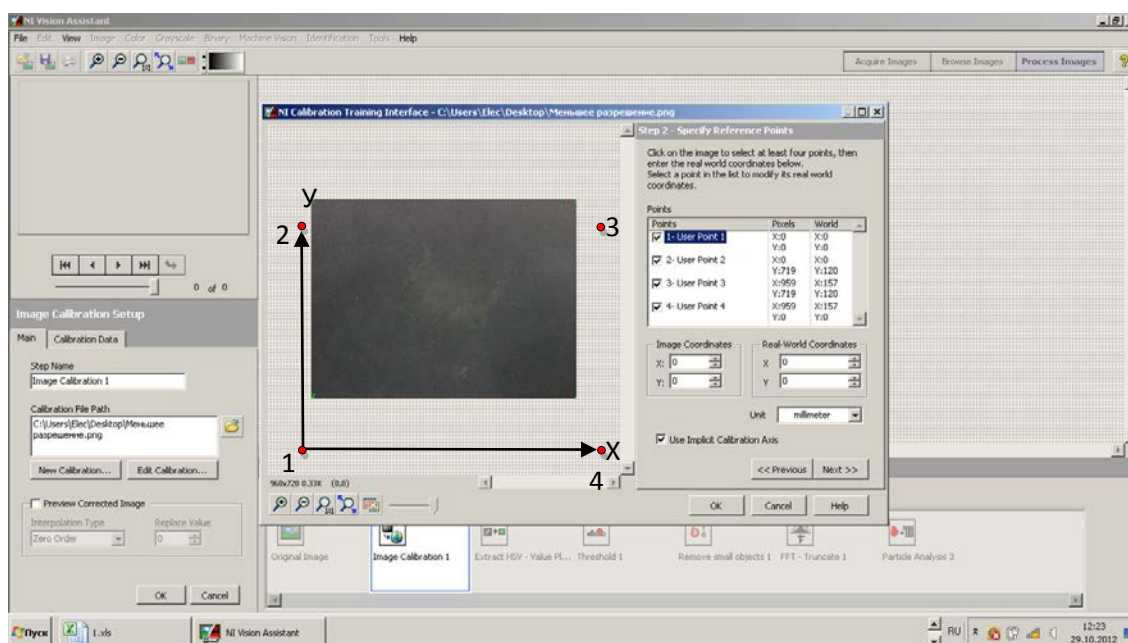 NI Vision Assistant
File Edit View Image Color Grayscale Binary Machine Vision Identification Tools Help
Acquire Images Browse Images Process Images
NI Calibration Training Interface - C:\Users\Elec\Desktop\Меньшее разрешение.png
Step 2 - Specify Reference Points
Click on the image to select at least four points, then
enter the real world coordinates below.
Select a point in the list to modify its real world
coordinates.
Points
Points Pixels World
1- User Point 1 X:0 X:0
Y:0 Y:0
2- User Point 2 X:0 X:0
Y:719 Y:120
3- User Point 3 X:959 X:157
Y:719 Y:120
4- User Point 4 X:959 X:157
Y:0 Y:0
Image Coordinates Real-World Coordinates
X: 0 X 0
Y: 0 Y 0
Unit millimeter
Use Implicit Calibration Axis
<< Previous Next >>
OK Cancel Help
У
2
3
1
X
4
960x720 0.33X (0,0)
0 of 0
Image Calibration Setup
Main Calibration Data
Step Name
Image Calibration 1
Calibration File Path
C:\Users\Elec\Desktop\Меньшее
разрешение.png
New Calibration... Edit Calibration...
Preview Corrected Image
Interpolation Type Replace Value
Zero Order 0
OK Cancel
Original Image Image Calibration 1 Extract HSV - Value Pl... Threshold 1 Remove small objects 1 FFT - Truncate 1 Particle Analysis 3
Пуск 1.xls NI Vision Assistant RU 12:23
29.10.2012